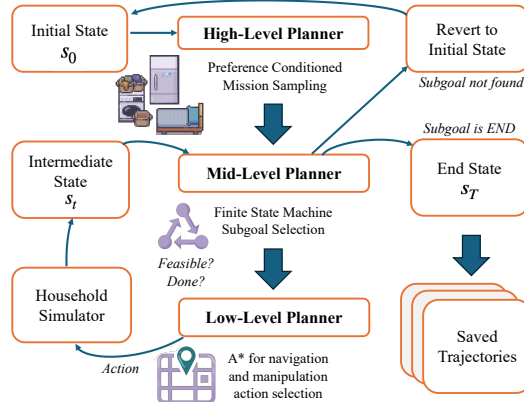 Initial State
s₀
High-Level Planner
Revert to
Initial State
Preference Conditioned
Mission Sampling
Subgoal not found
Subgoal is END
Intermediate
State
sₜ
Mid-Level Planner
End State
s_T
Finite State Machine
Subgoal Selection
Feasible?
Done?
Household
Simulator
Low-Level Planner
Saved
Trajectories
Action
A* for navigation
and manipulation
action selection